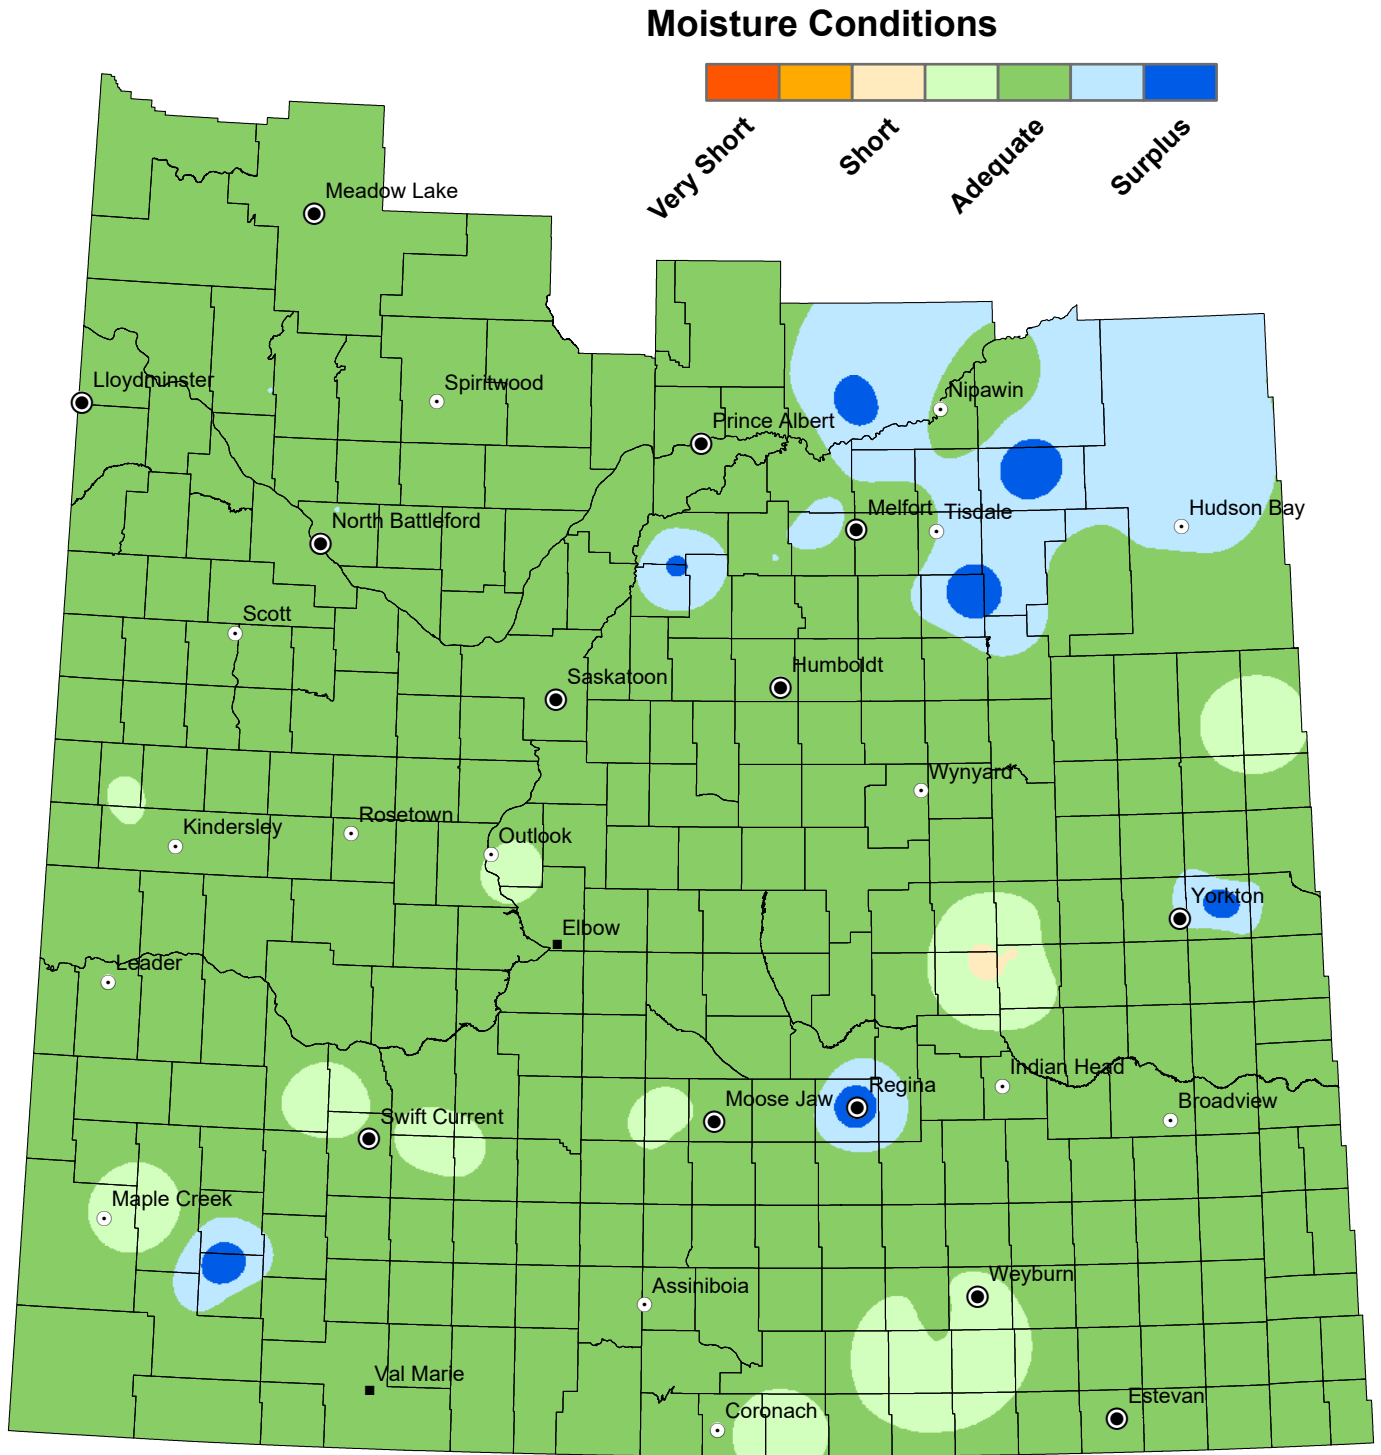 Moisture Conditions
Very Short
Short
Adequate
Surplus
Meadow Lake
Lloydminster
Spiritwood
Nipawin
Prince Albert
Melfort
Tisdale
Hudson Bay
North Battleford
Scott
Humboldt
Saskatoon
Wynyard
Rosetown
Kindersley
Outlook
Yorkton
Elbow
Leader
Indian Head
Regina
Moose Jaw
Broadview
Swift Current
Maple Creek
Weyburn
Assiniboia
Val Marie
Estevan
Coronach